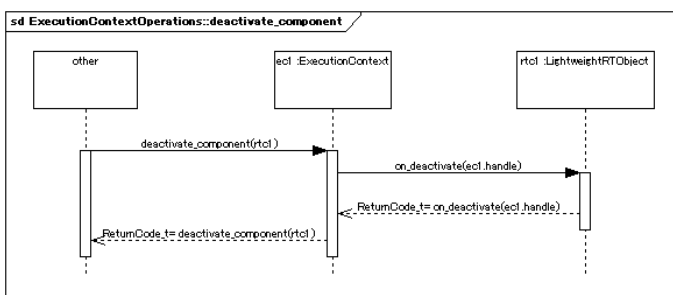 sd ExecutionContextOperations::deactivate_component
other
ec1 :ExecutionContext
rtc1 :LightweightRTObject
deactivate_component(rtc1)
on_deactivate(ec1.handle)
ReturnCode_t= on_deactivate(ec1.handle)
ReturnCode_t= deactivate_component(rtc1)